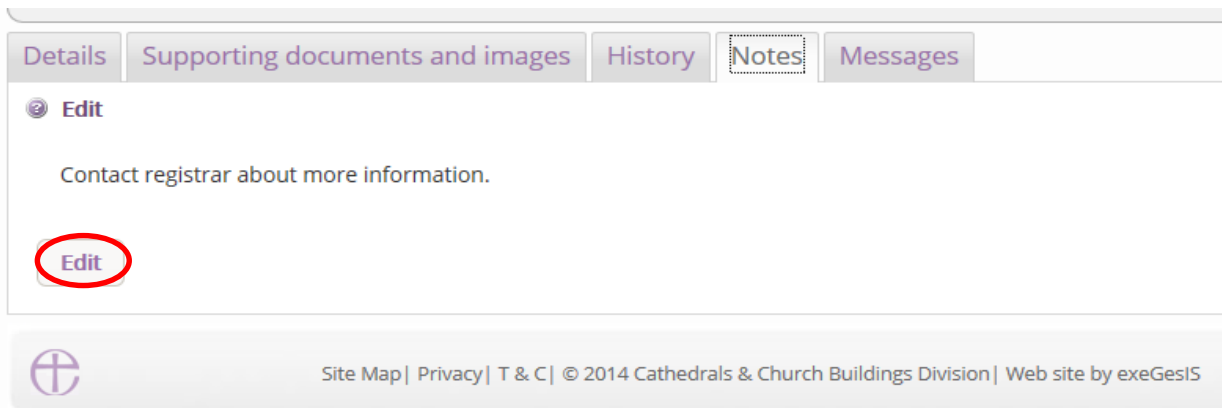 Details Supporting documents and images History Notes Messages
Edit
Contact registrar about more information.
Edit
Site Map| Privacy| T & C| © 2014 Cathedrals & Church Buildings Division| Web site by exeGesIS